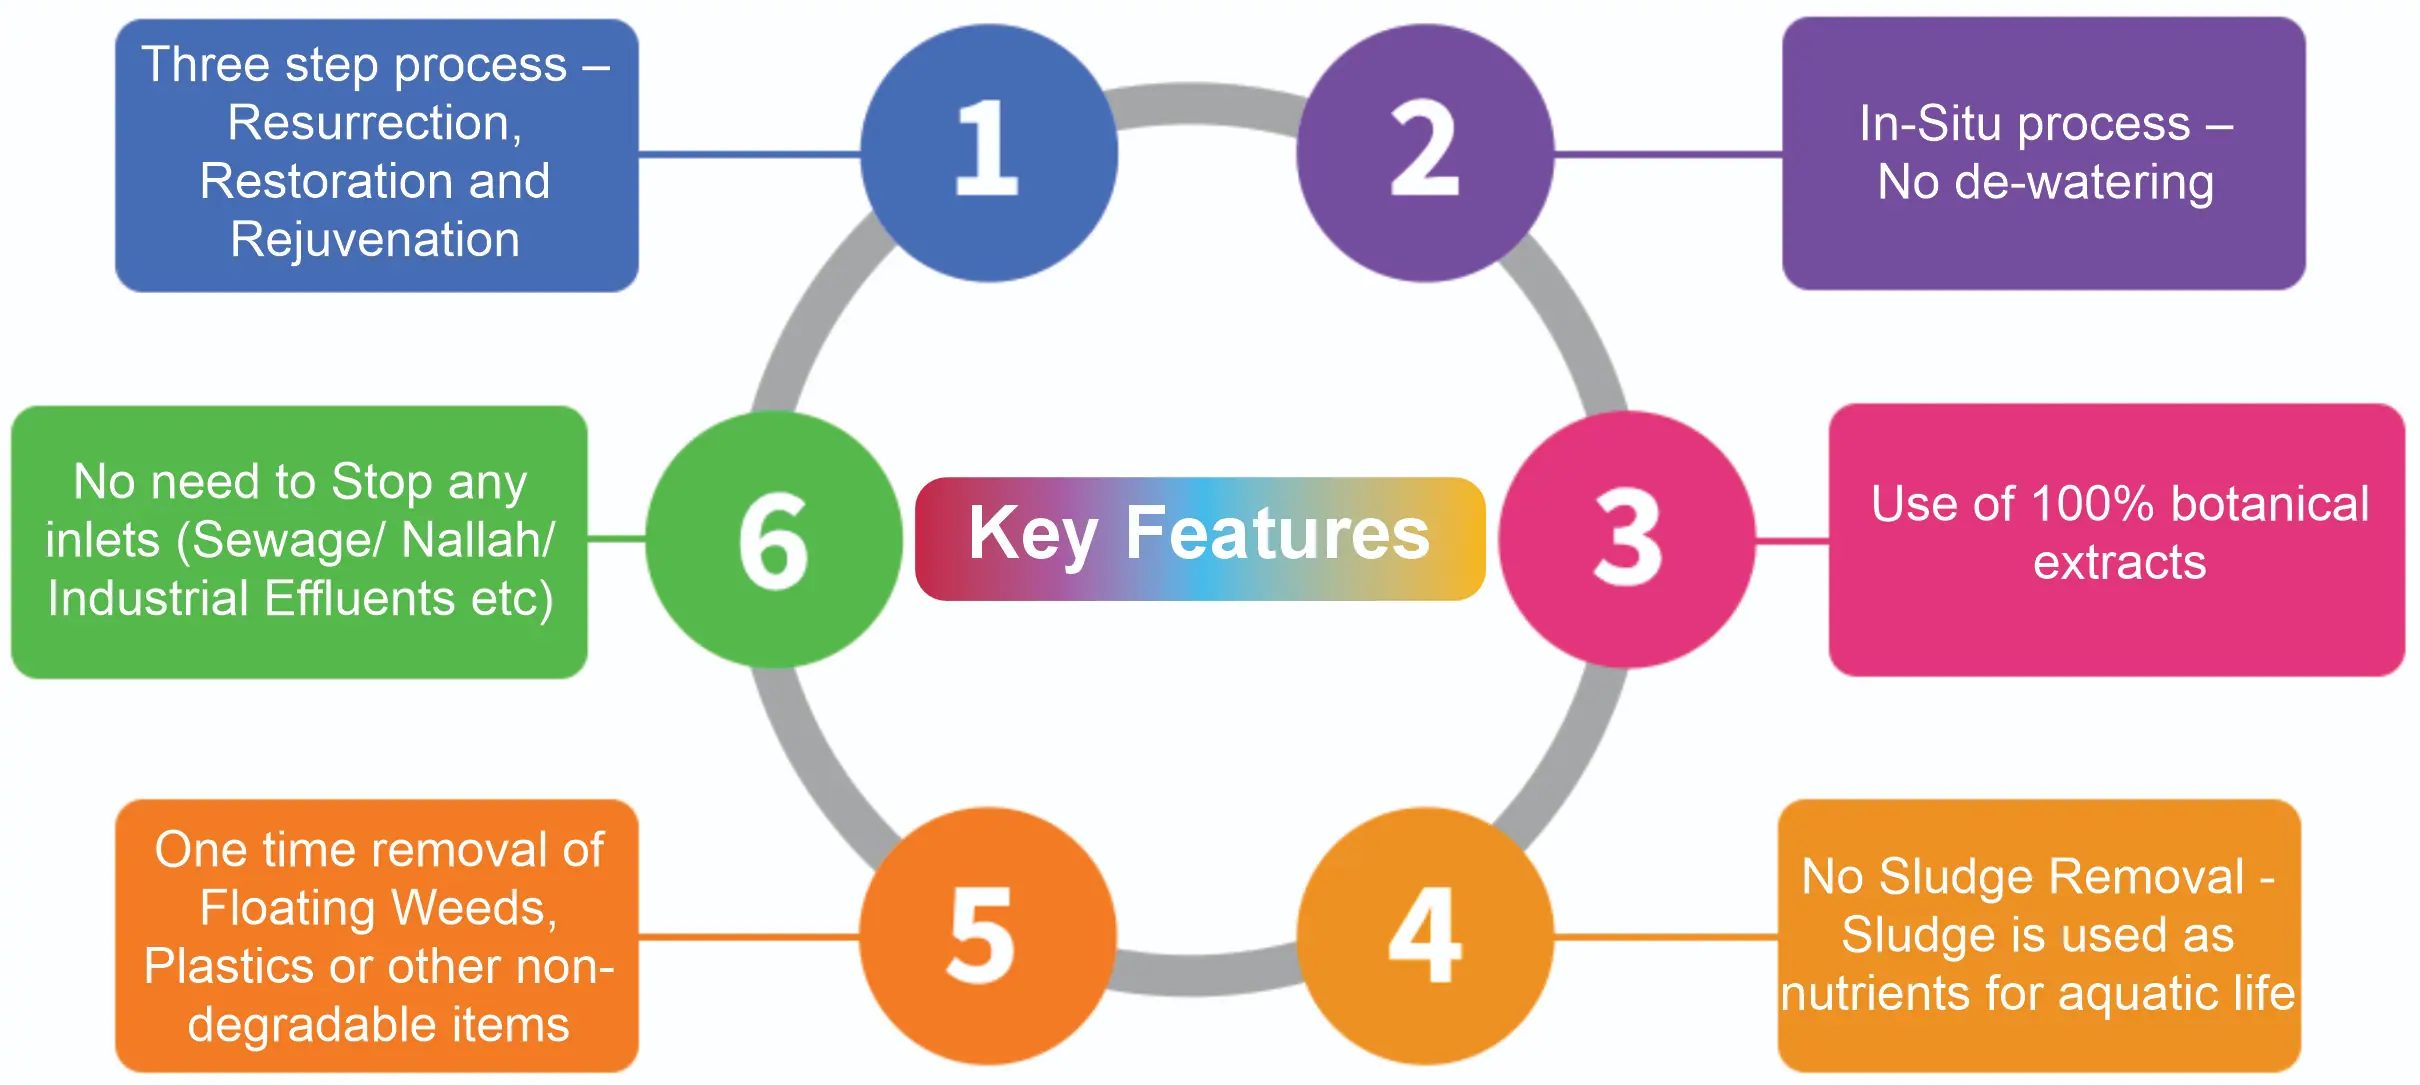 Three step process –
Resurrection,
Restoration and
Rejuvenation
1
2
In-Situ process –
No de-watering
No need to Stop any
inlets (Sewage/ Nallah/
Industrial Effluents etc)
6
Key Features
3
Use of 100% botanical
extracts
One time removal of
Floating Weeds,
Plastics or other non-
degradable items
5
4
No Sludge Removal -
Sludge is used as
nutrients for aquatic life